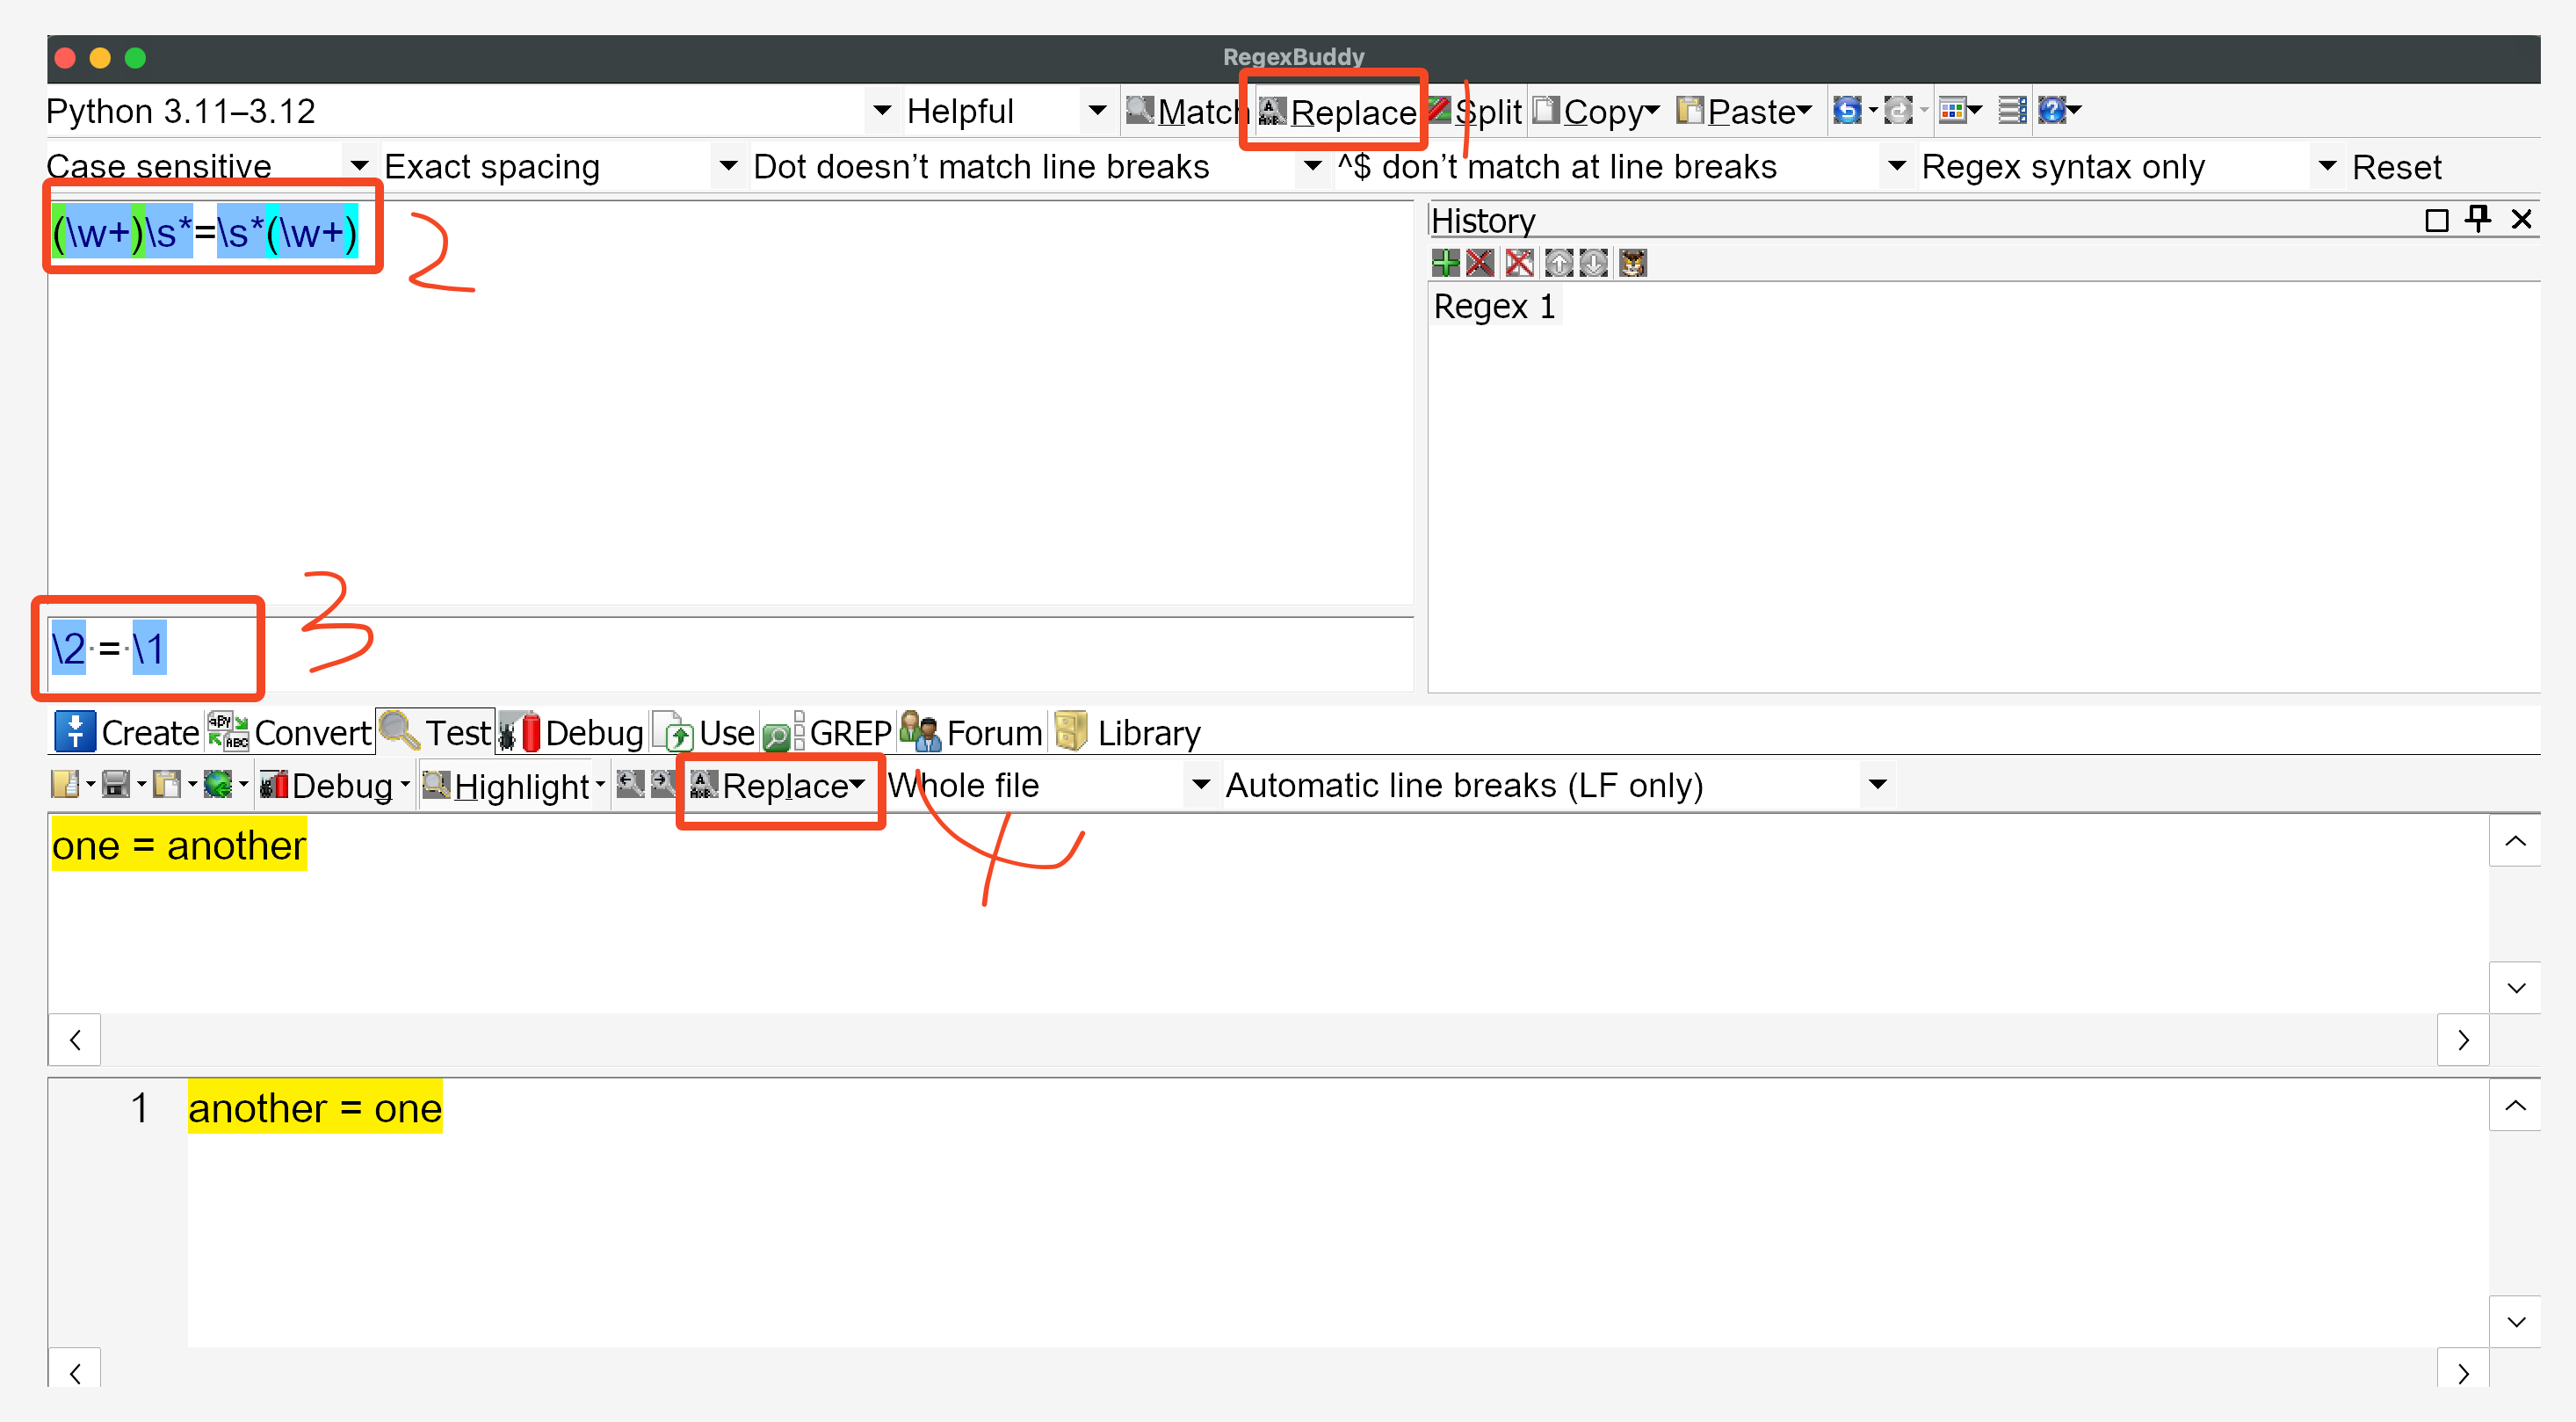 RegexBuddy
Python 3.11–3.12 Helpful Match Replace Split Copy Paste
1
Case sensitive Exact spacing Dot doesn’t match line breaks ^$ don’t match at line breaks Regex syntax only Reset
(\w+)\s*=\s*(\w+)
2
History
Regex 1
3
\2·=·\1
Create Convert Test Debug Use GREP Forum Library
Debug Highlight Replace Whole file Automatic line breaks (LF only)
4
one = another
1 another = one